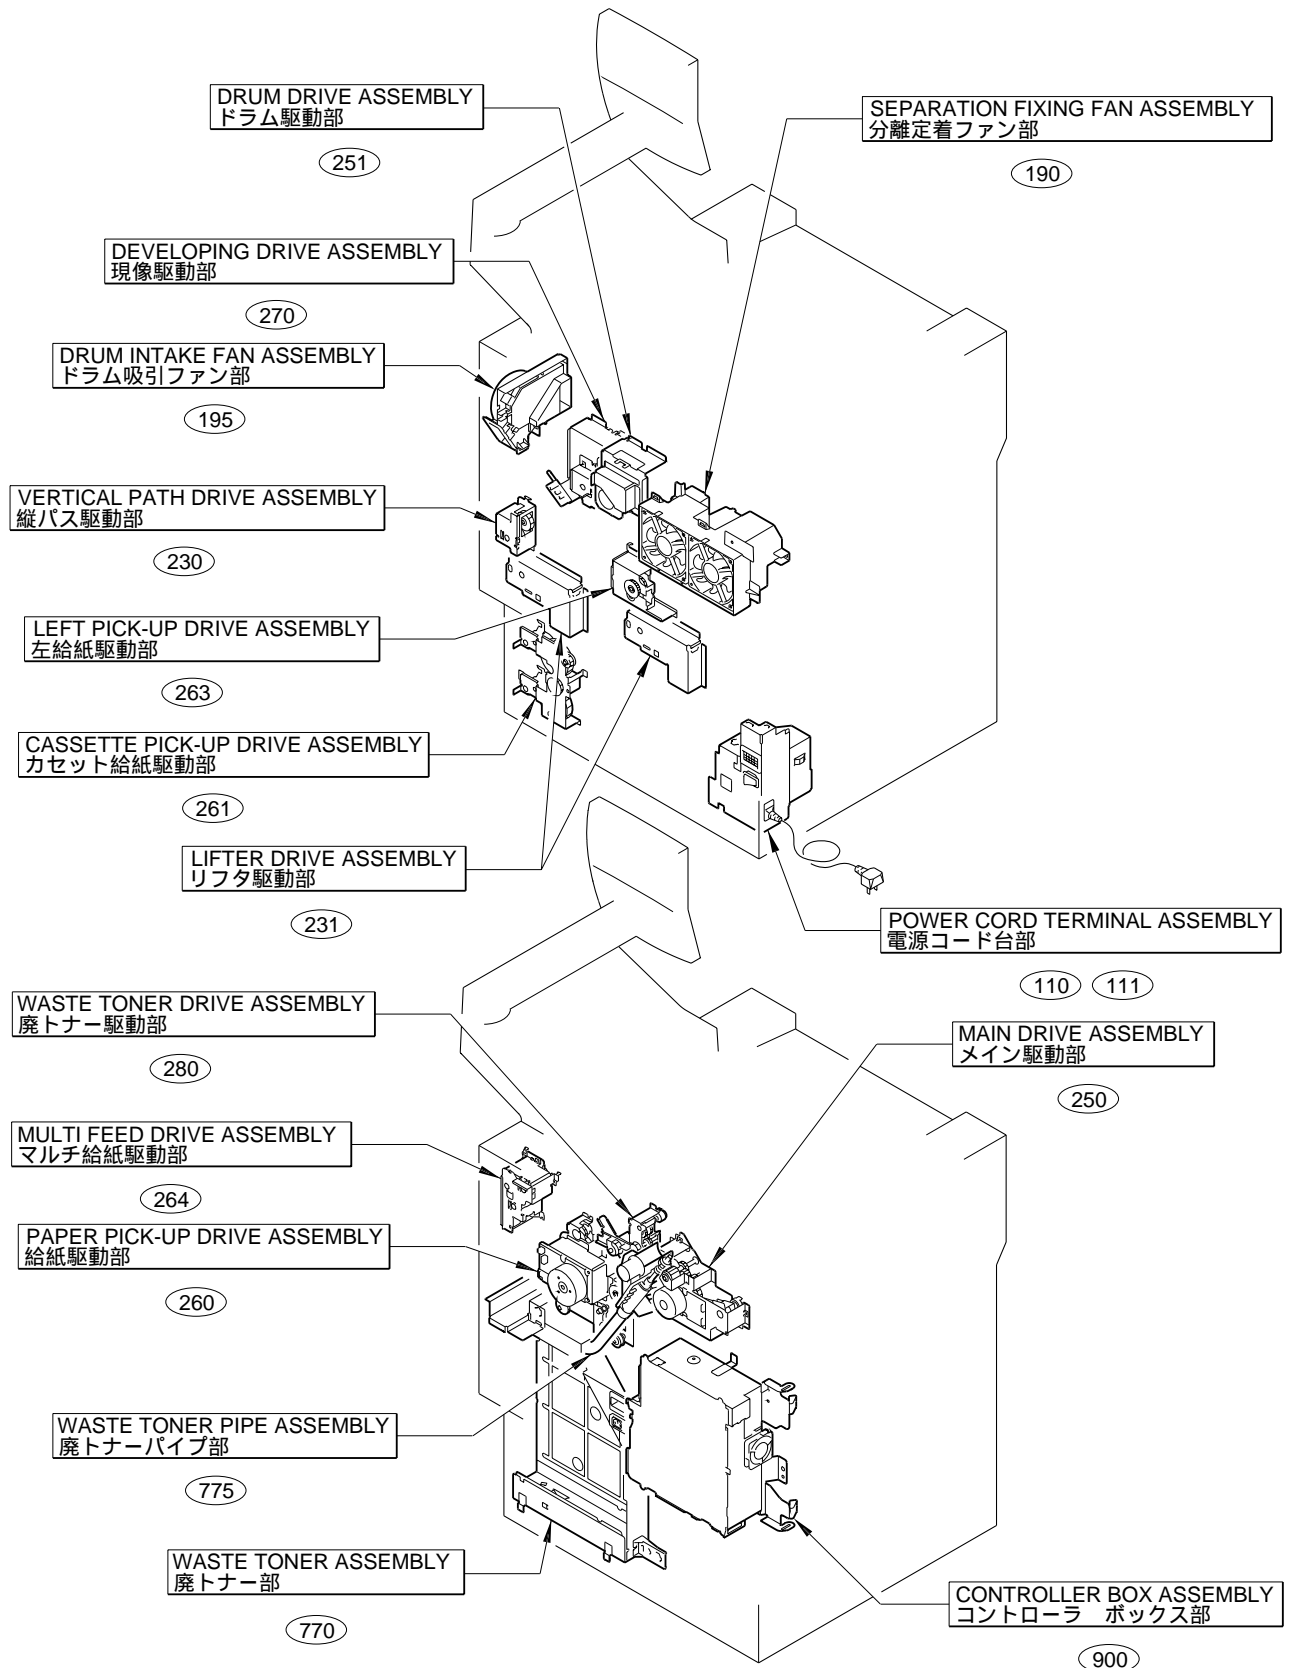 DRUM DRIVE ASSEMBLY
ドラム駆動部
251
SEPARATION FIXING FAN ASSEMBLY
分離定着ファン部
190
DEVELOPING DRIVE ASSEMBLY
現像駆動部
270
DRUM INTAKE FAN ASSEMBLY
ドラム吸引ファン部
195
VERTICAL PATH DRIVE ASSEMBLY
縦パス駆動部
230
LEFT PICK-UP DRIVE ASSEMBLY
左給紙駆動部
263
CASSETTE PICK-UP DRIVE ASSEMBLY
カセット給紙駆動部
261
LIFTER DRIVE ASSEMBLY
リフタ駆動部
231
POWER CORD TERMINAL ASSEMBLY
電源コード台部
110 111
WASTE TONER DRIVE ASSEMBLY
廃トナー駆動部
280
MAIN DRIVE ASSEMBLY
メイン駆動部
250
MULTI FEED DRIVE ASSEMBLY
マルチ給紙駆動部
264
PAPER PICK-UP DRIVE ASSEMBLY
給紙駆動部
260
WASTE TONER PIPE ASSEMBLY
廃トナーパイプ部
775
WASTE TONER ASSEMBLY
廃トナー部
770
CONTROLLER BOX ASSEMBLY
コントローラ　ボックス部
900